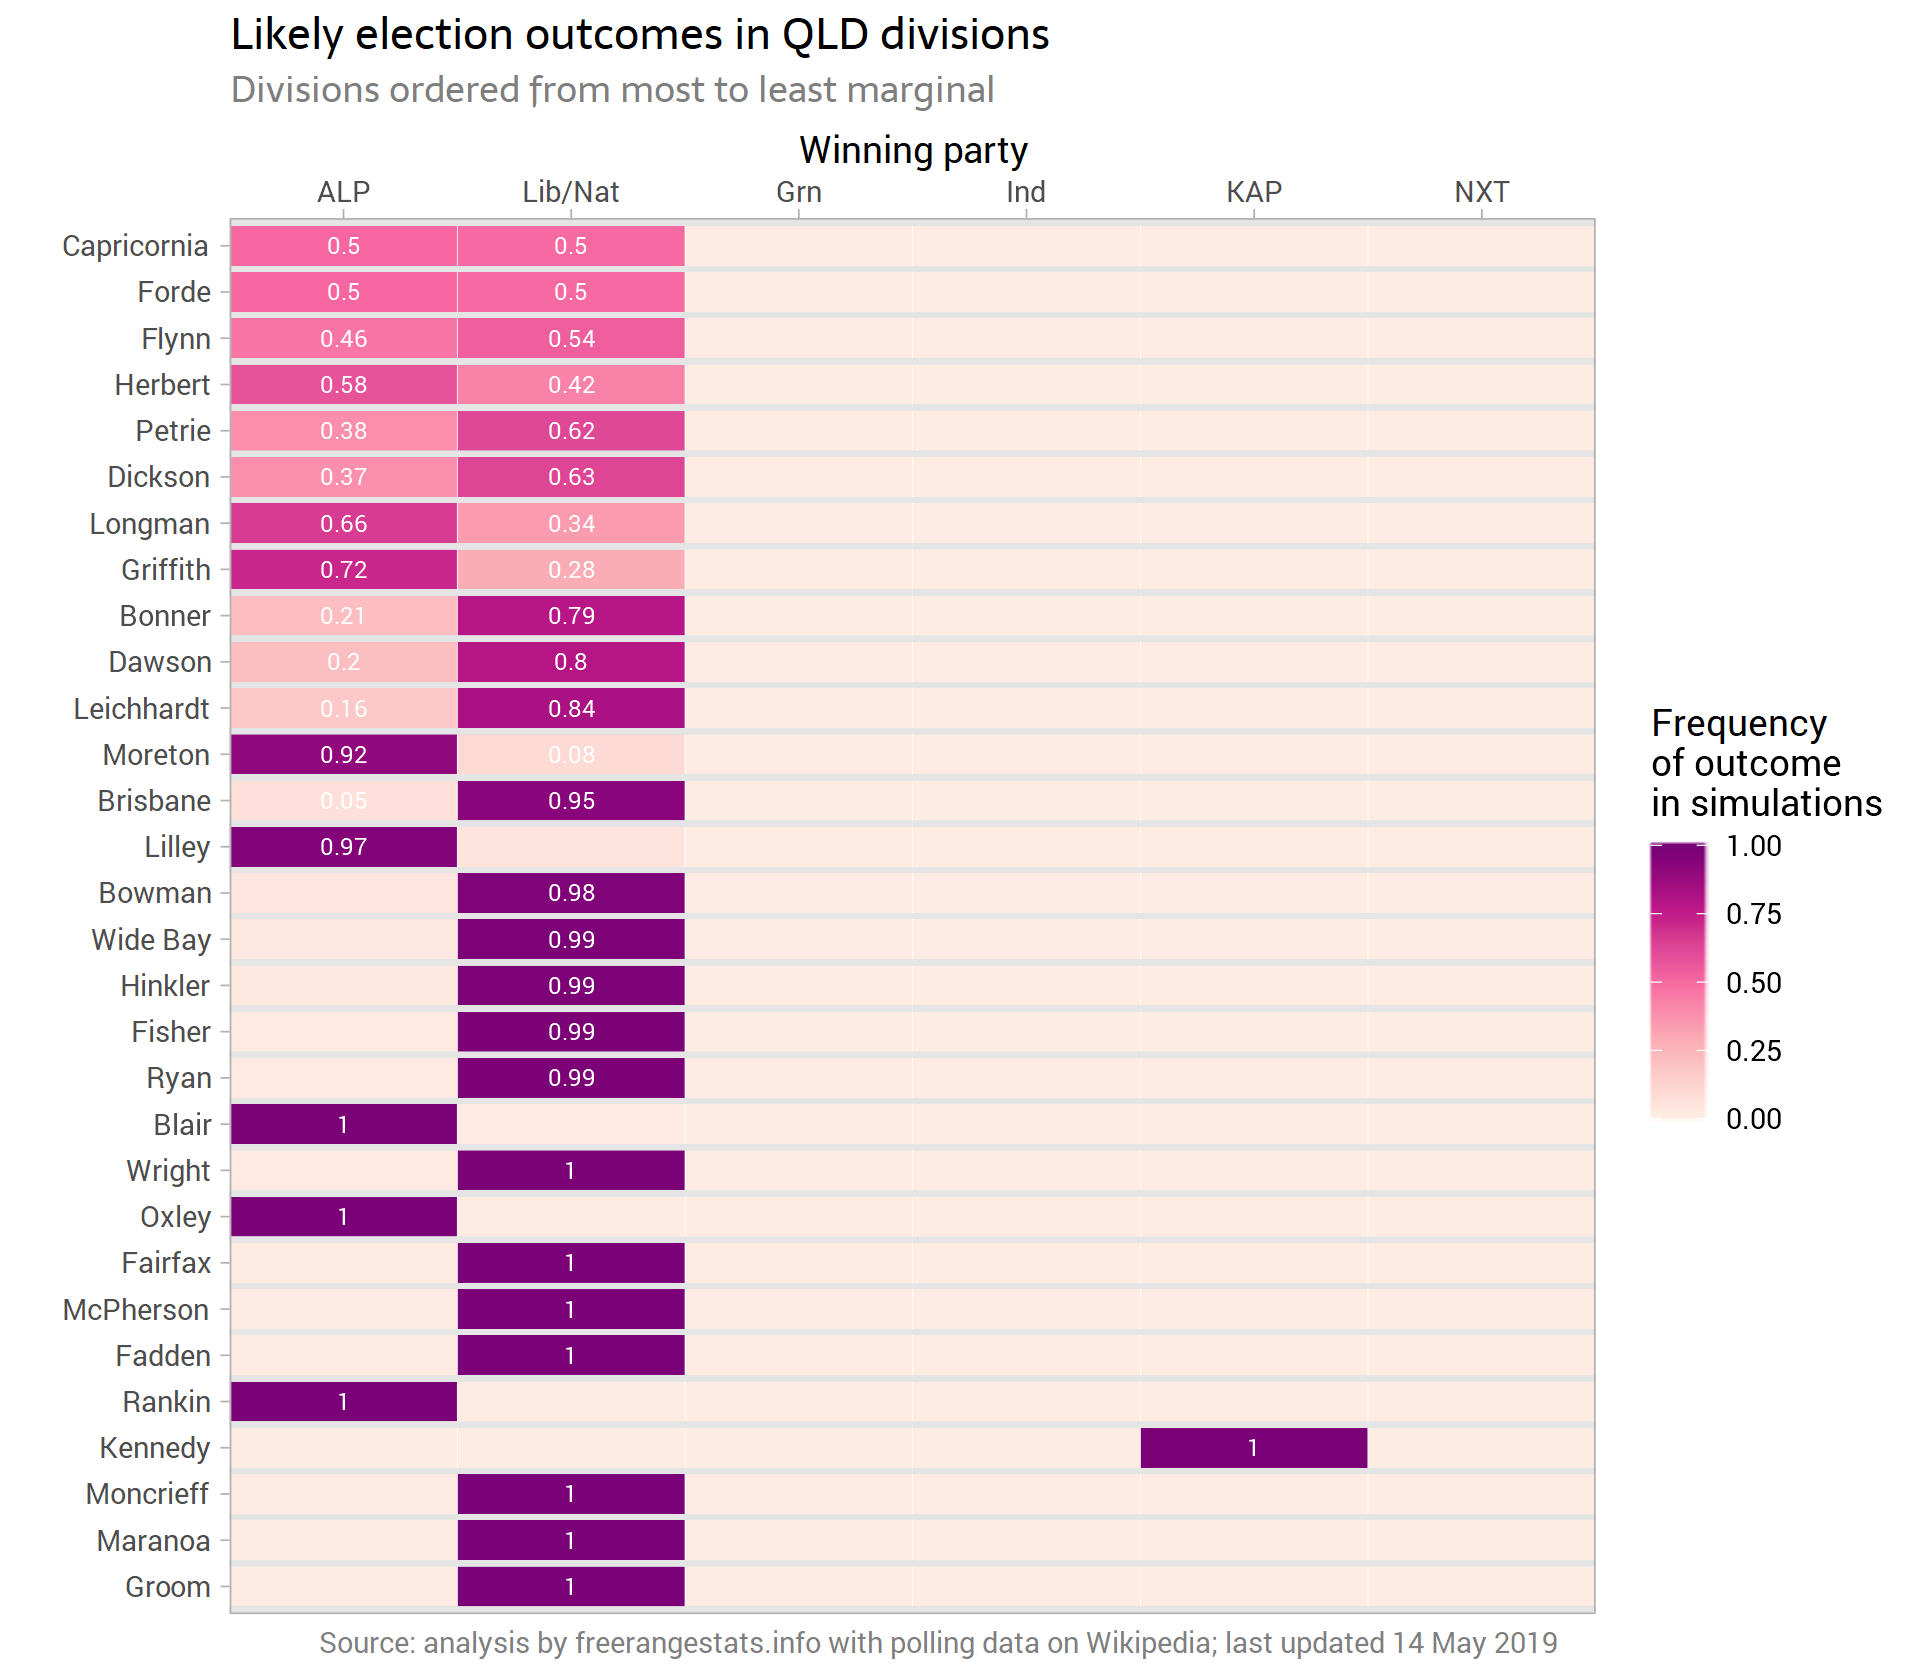 Likely election outcomes in QLD divisions
Divisions ordered from most to least marginal
Winning party
ALP Lib/Nat Grn Ind KAP NXT
Capricornia 0.5 0.5
Forde 0.5 0.5
Flynn 0.46 0.54
Herbert 0.58 0.42
Petrie 0.38 0.62
Dickson 0.37 0.63
Longman 0.66 0.34
Griffith 0.72 0.28
Bonner 0.21 0.79
Dawson 0.2 0.8
Leichhardt 0.16 0.84
Moreton 0.92 0.08
Brisbane 0.05 0.95
Lilley 0.97
Bowman 0.98
Wide Bay 0.99
Hinkler 0.99
Fisher 0.99
Ryan 0.99
Blair 1
Wright 1
Oxley 1
Fairfax 1
McPherson 1
Fadden 1
Rankin 1
Kennedy 1
Moncrieff 1
Maranoa 1
Groom 1
Frequency
of outcome
in simulations
1.00
0.75
0.50
0.25
0.00
Source: analysis by freerangestats.info with polling data on Wikipedia; last updated 14 May 2019